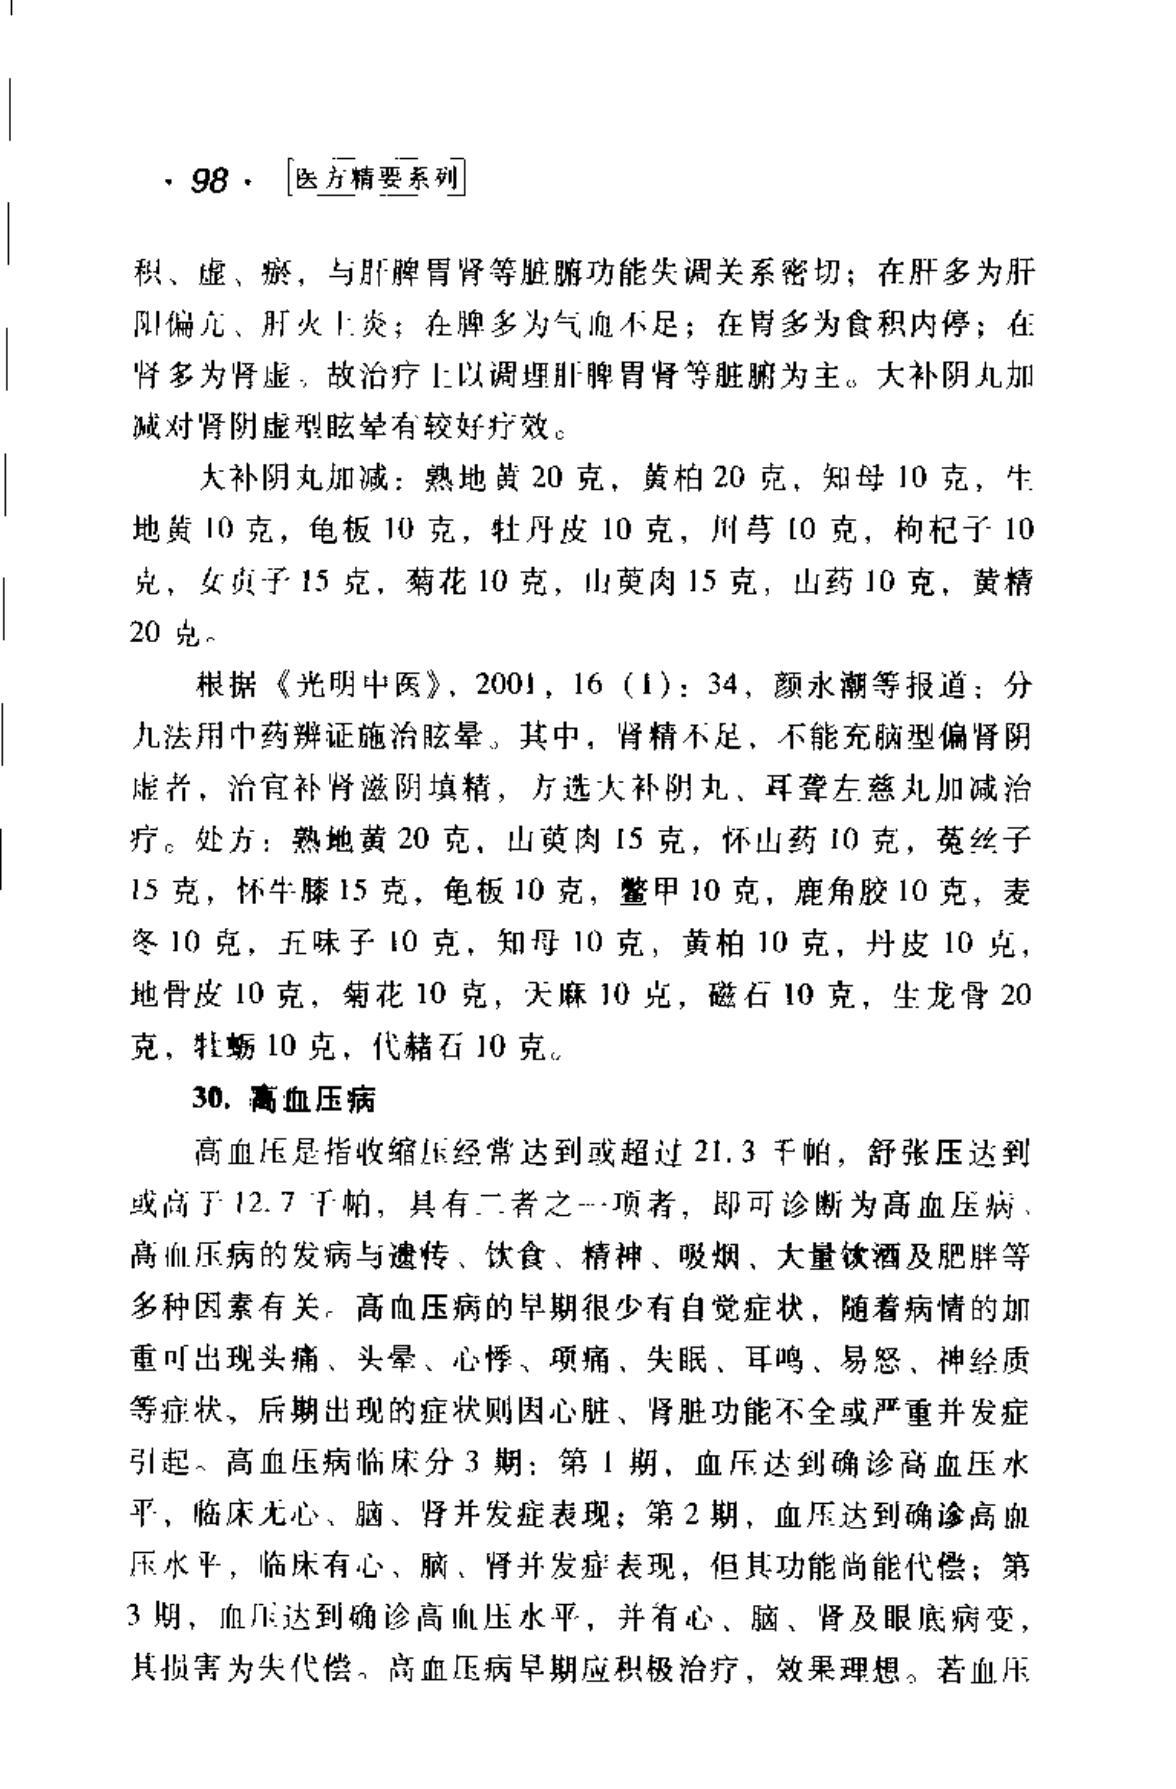 · 98 · 医方精要系列
积、虚、瘀，与肝脾胃肾等脏腑功能失调关系密切；在肝多为肝
阳偏亢、肝火上炎；在脾多为气血不足；在胃多为食积内停；在
肾多为肾虚。故治疗上以调理肝脾胃肾等脏腑为主。大补阴丸加
减对肾阴虚型眩晕有较好疗效。
大补阴丸加减：熟地黄 20 克，黄柏 20 克，知母 10 克，生
地黄 10 克，龟板 10 克，牡丹皮 10 克，川芎 10 克，枸杞子 10
克，女贞子 15 克，菊花 10 克，山萸肉 15 克，山药 10 克，黄精
20 克。
根据《光明中医》，2001，16（1）：34，颜永潮等报道：分
九法用中药辨证施治眩晕。其中，肾精不足，不能充脑型偏肾阴
虚者，治宜补肾滋阴填精，方选大补阴丸、耳聋左慈丸加减治
疗。处方：熟地黄 20 克，山萸肉 15 克，怀山药 10 克，菟丝子
15 克，怀牛膝 15 克，龟板 10 克，鳖甲 10 克，鹿角胶 10 克，麦
冬 10 克，五味子 10 克，知母 10 克，黄柏 10 克，丹皮 10 克，
地骨皮 10 克，菊花 10 克，天麻 10 克，磁石 10 克，生龙骨 20
克，牡蛎 10 克，代赭石 10 克。
30. 高血压病
高血压是指收缩压经常达到或超过 21.3 千帕，舒张压达到
或高于 12.7 千帕，具有二者之一项者，即可诊断为高血压病。
高血压病的发病与遗传、饮食、精神、吸烟、大量饮酒及肥胖等
多种因素有关。高血压病的早期很少有自觉症状，随着病情的加
重可出现头痛、头晕、心悸、项痛、失眠、耳鸣、易怒、神经质
等症状，后期出现的症状则因心脏、肾脏功能不全或严重并发症
引起。高血压病临床分 3 期：第 1 期，血压达到确诊高血压水
平，临床无心、脑、肾并发症表现；第 2 期，血压达到确诊高血
压水平，临床有心、脑、肾并发症表现，但其功能尚能代偿；第
3 期，血压达到确诊高血压水平，并有心、脑、肾及眼底病变，
其损害为失代偿。高血压病早期应积极治疗，效果理想。若血压